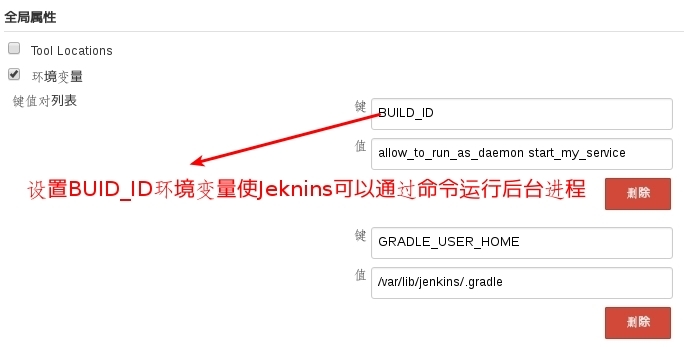 全局属性
Tool Locations
环境变量
键值对列表
键
BUILD_ID
值
allow_to_run_as_daemon start_my_service
设置BUID_ID环境变量使Jeknins可以通过命令运行后台进程
删除
键
GRADLE_USER_HOME
值
/var/lib/jenkins/.gradle
删除